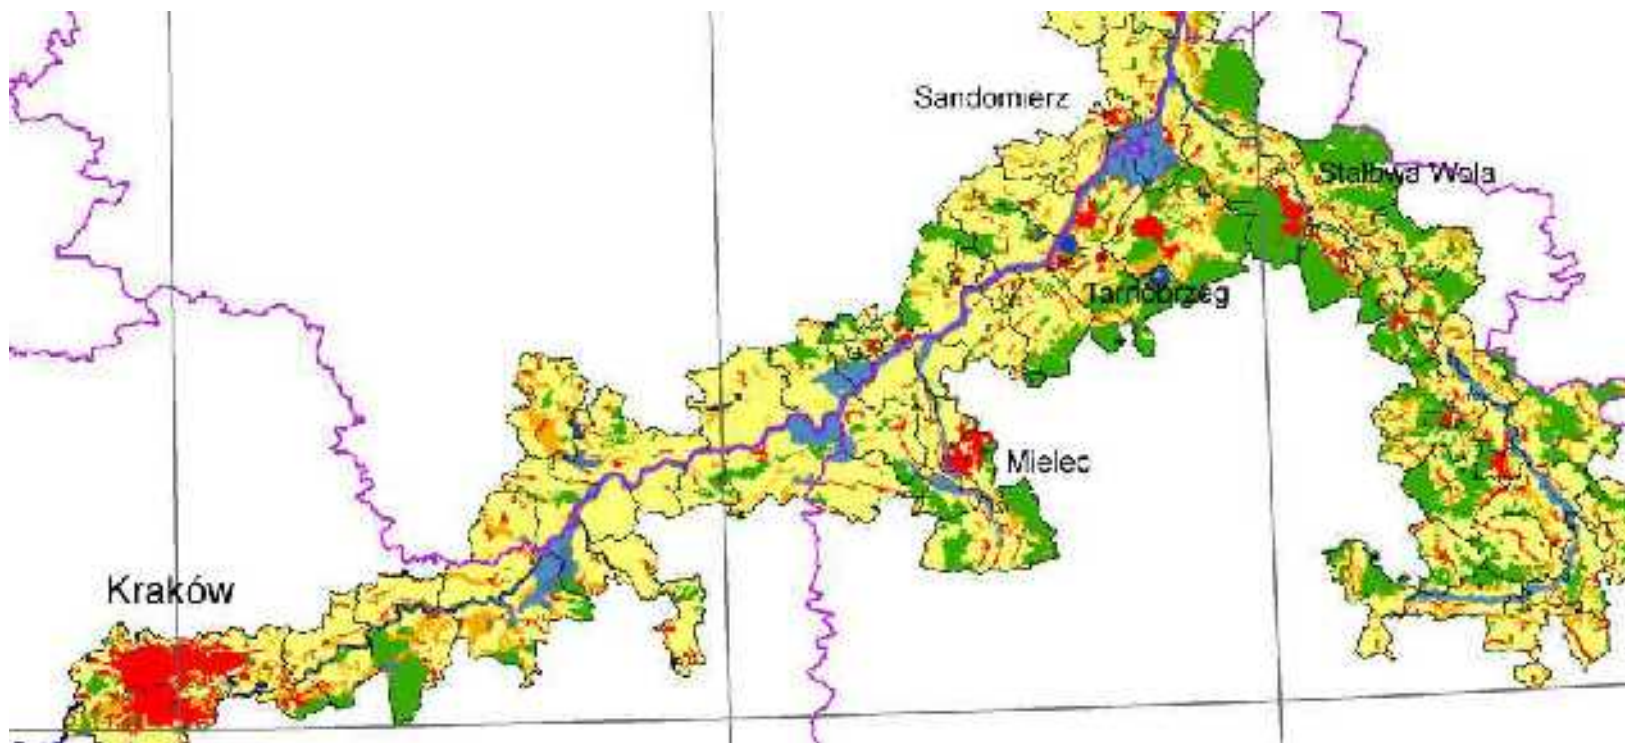 Sandomierz
Stalowa Wola
Tarnobrzeg
Mielec
Kraków